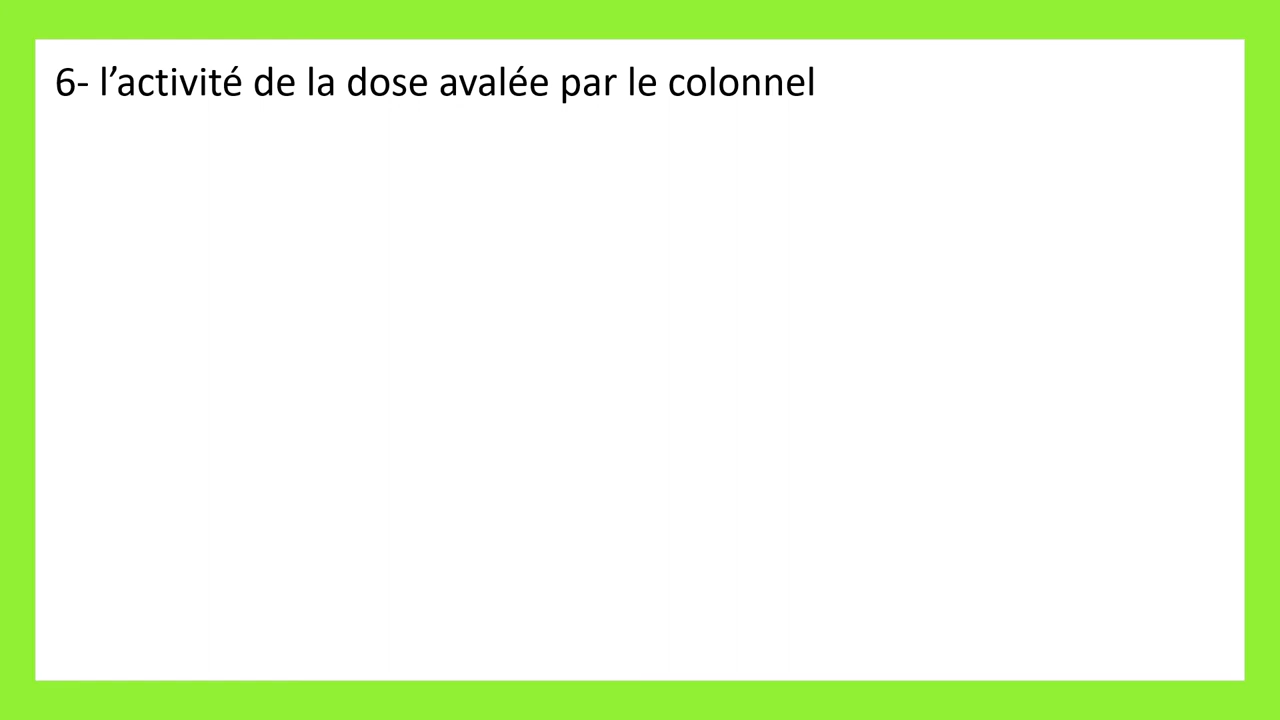 6- l’activité de la dose avalée par le colonnel